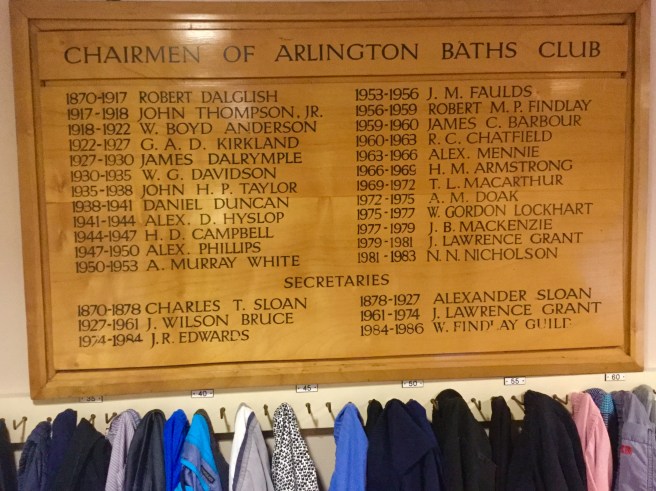 CHAIRMEN OF ARLINGTON BATHS CLUB
1870-1917 ROBERT DALGLISH
1917-1918 JOHN THOMPSON, JR.
1918-1922 W. BOYD ANDERSON
1922-1927 G. A. D. KIRKLAND
1927-1930 JAMES DALRYMPLE
1930-1935 W. G. DAVIDSON
1935-1938 JOHN H. P. TAYLOR
1938-1941 DANIEL DUNCAN
1941-1944 ALEX. D. HYSLOP
1944-1947 H. D. CAMPBELL
1947-1950 ALEX. PHILLIPS
1950-1953 A. MURRAY WHITE
1953-1956 J. M. FAULDS
1956-1959 ROBERT M. P. FINDLAY
1959-1960 JAMES C. BARBOUR
1960-1963 R. C. CHATFIELD
1963-1966 ALEX. MENNIE
1966-1969 H. M. ARMSTRONG
1969-1972 T. L. MACARTHUR
1972-1975 A. M. DOAK
1975-1977 W. GORDON LOCKHART
1977-1979 J. B. MACKENZIE
1979-1981 J. LAWRENCE GRANT
1981-1983 N. N. NICHOLSON
SECRETARIES
1870-1878 CHARLES T. SLOAN
1927-1961 J. WILSON BRUCE
1974-1984 J.R. EDWARDS
1878-1927 ALEXANDER SLOAN
1961-1974 J. LAWRENCE GRANT
1984-1986 W. FINDLAY GUILD
- 35 -
- 40 -
- 45 -
- 50 -
- 55 -
- 60 -